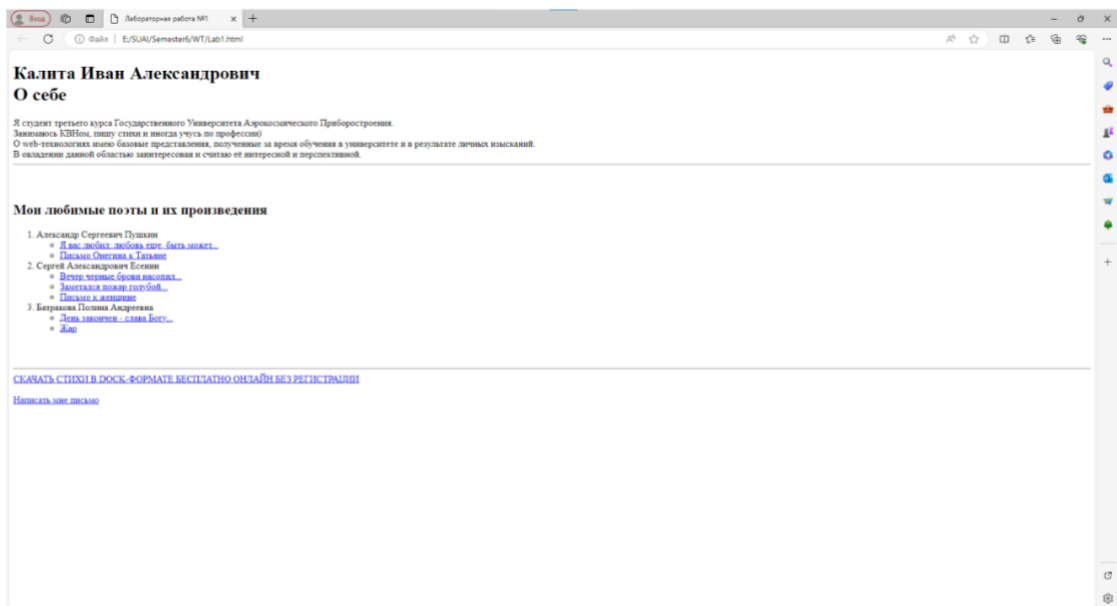 Вход
Лабораторная работа №1
Файл | E:/SUAI/Semester6/WT/Lab1.html
Калита Иван Александрович
О себе
Я студент третьего курса Государственного Университета Аэрокосмического Приборостроения.
Занимаюсь КВНом, пишу стихи и иногда учусь по профессии)
О web-технологиях имею базовые представления, полученные за время обучения в университете и в результате личных изысканий.
В овладении данной областью заинтересован и считаю её интересной и перспективной.
Мои любимые поэты и их произведения
1. Александр Сергеевич Пушкин
Я вас любил: любовь еще, быть может...
Письмо Онегина к Татьяне
2. Сергей Александрович Есенин
Вечер черные брови насопил...
Заметался пожар голубой...
Письмо к женщине
3. Батракова Полина Андреевна
День закончен - слава Богу...
Жар
СКАЧАТЬ СТИХИ В DOCK-ФОРМАТЕ БЕСПЛАТНО ОНЛАЙН БЕЗ РЕГИСТРАЦИИ
Написать мне письмо